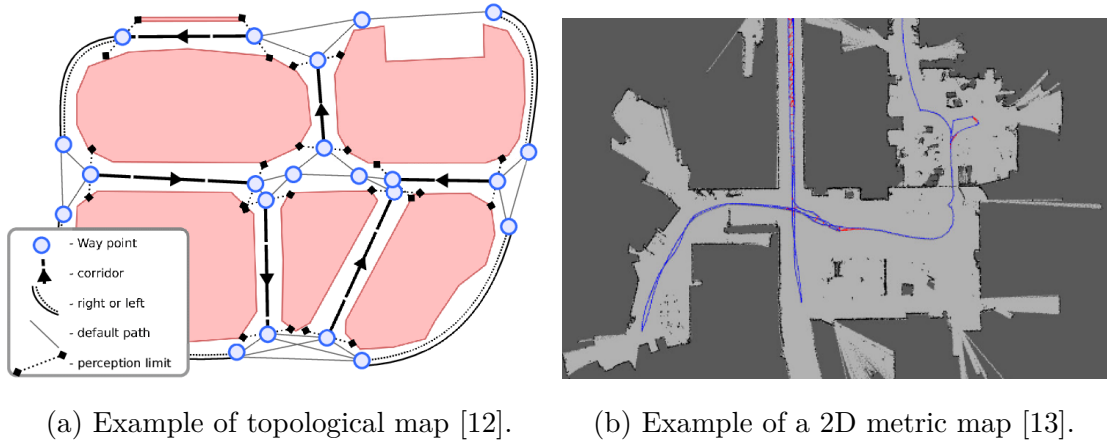 - Way point
- corridor
- right or left
- default path
- perception limit
(a) Example of topological map [12].
(b) Example of a 2D metric map [13].